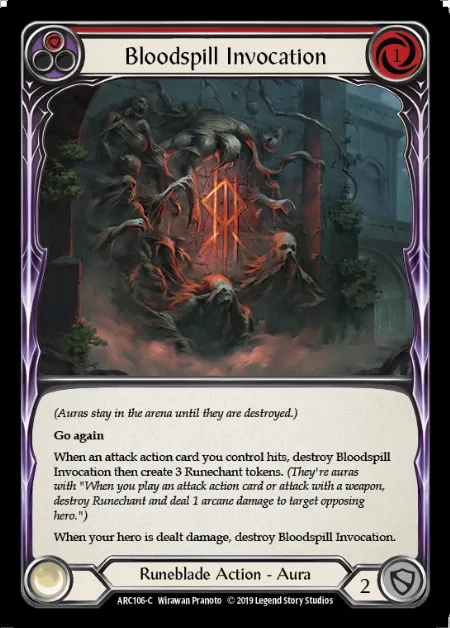 Bloodspill Invocation
1
(Auras stay in the arena until they are destroyed.)
Go again
When an attack action card you control hits, destroy Bloodspill
Invocation then create 3 Runechant tokens. (They're auras
with "When you play an attack action card or attack with a weapon,
destroy Runechant and deal 1 arcane damage to target opposing
hero.")
When your hero is dealt damage, destroy Bloodspill Invocation.
Runeblade Action - Aura
2
ARC106-C Wirawan Pranoto © 2019 Legend Story Studios